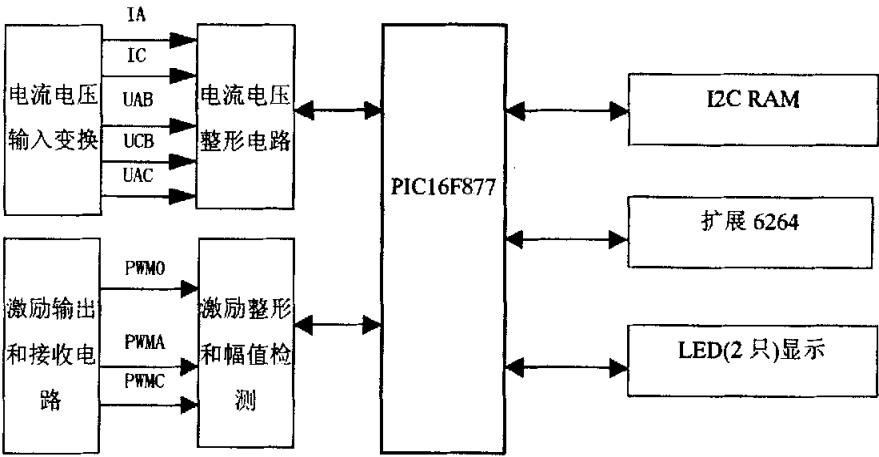 IA
IC
UAB
UCB
UAC
电流电压
输入变换
电流电压
整形电路
PWM0
PWMA
PWMC
激励输出
和接收电
路
激励整形
和幅值检
测
PIC16F877
I2C RAM
扩展 6264
LED(2 只)显示